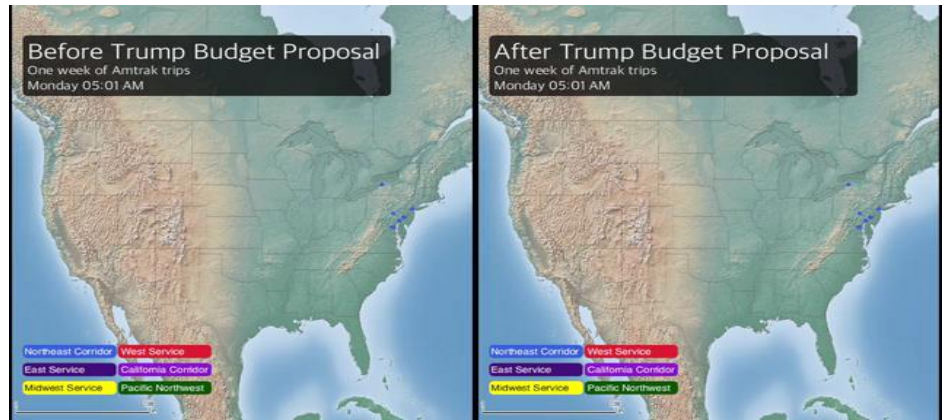 Before Trump Budget Proposal
One week of Amtrak trips
Monday 05:01 AM
Northeast Corridor West Service
East Service California Corridor
Midwest Service Pacific Northwest
After Trump Budget Proposal
One week of Amtrak trips
Monday 05:01 AM
Northeast Corridor West Service
East Service California Corridor
Midwest Service Pacific Northwest